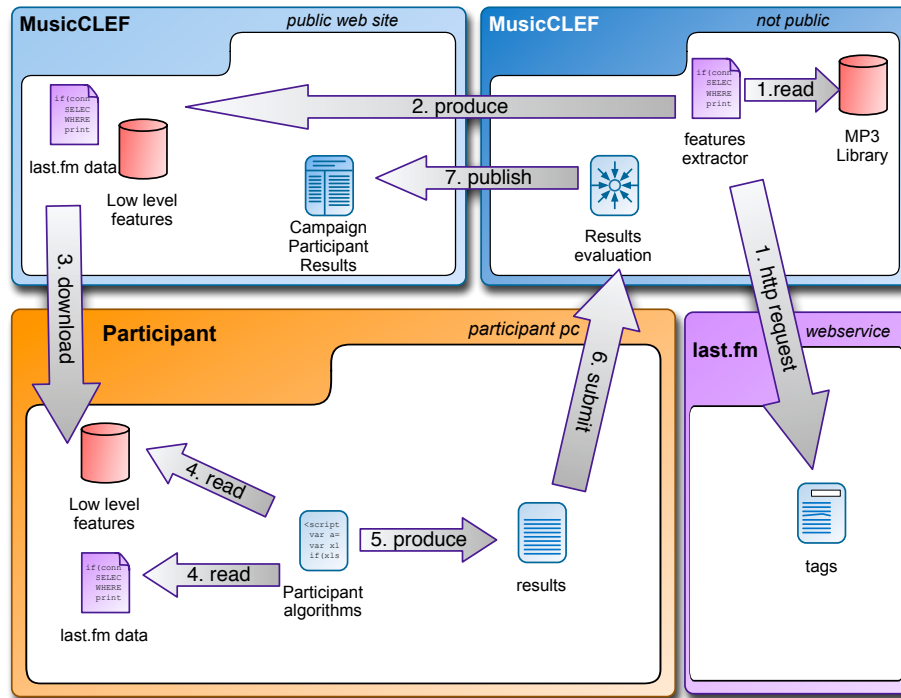 MusicCLEF
public web site
if(conn
SELEC
WHERE
print
last.fm data
Low level
features
Campaign
Participant
Results
MusicCLEF
not public
if(conn
SELEC
WHERE
print
features
extractor
1.read
MP3
Library
2. produce
7. publish
Results
evaluation
3. download
1. http request
Participant
participant pc
6. submit
Low level
features
4. read
if(conn
SELEC
WHERE
print
last.fm data
4. read
<script
var a=
var xl
if(xls
Participant
algorithms
5. produce
results
last.fm
webservice
tags